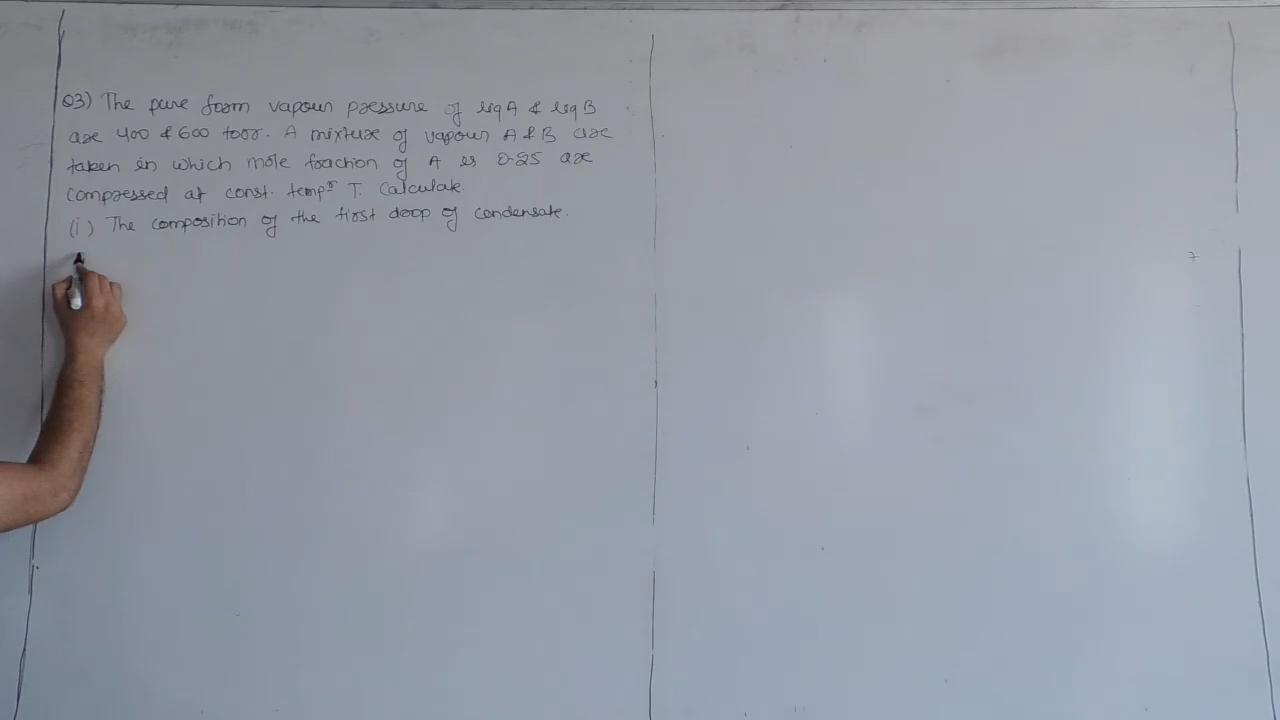 Q3) The pure form vapour pressure of liq A & liq B
are 400 & 600 torr. A mixture of vapour A & B are
taken in which mole fraction of A is 0.25 are
compressed at const. temp^r T. Calculate.
(i) The composition of the first drop of condensate.
7